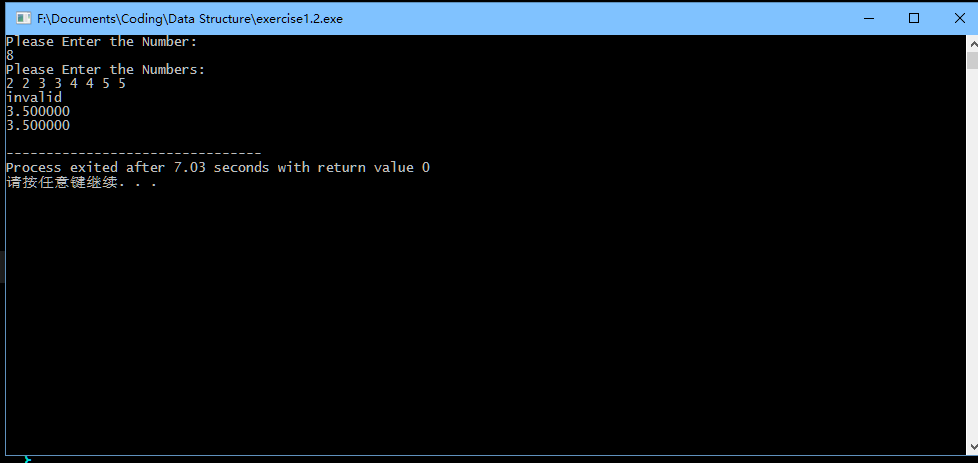 F:\Documents\Coding\Data Structure\exercise1.2.exe
Please Enter the Number:
8
Please Enter the Numbers:
2 2 3 3 4 4 5 5
invalid
3.500000
3.500000
--------------------------------
Process exited after 7.03 seconds with return value 0
请按任意键继续. . .